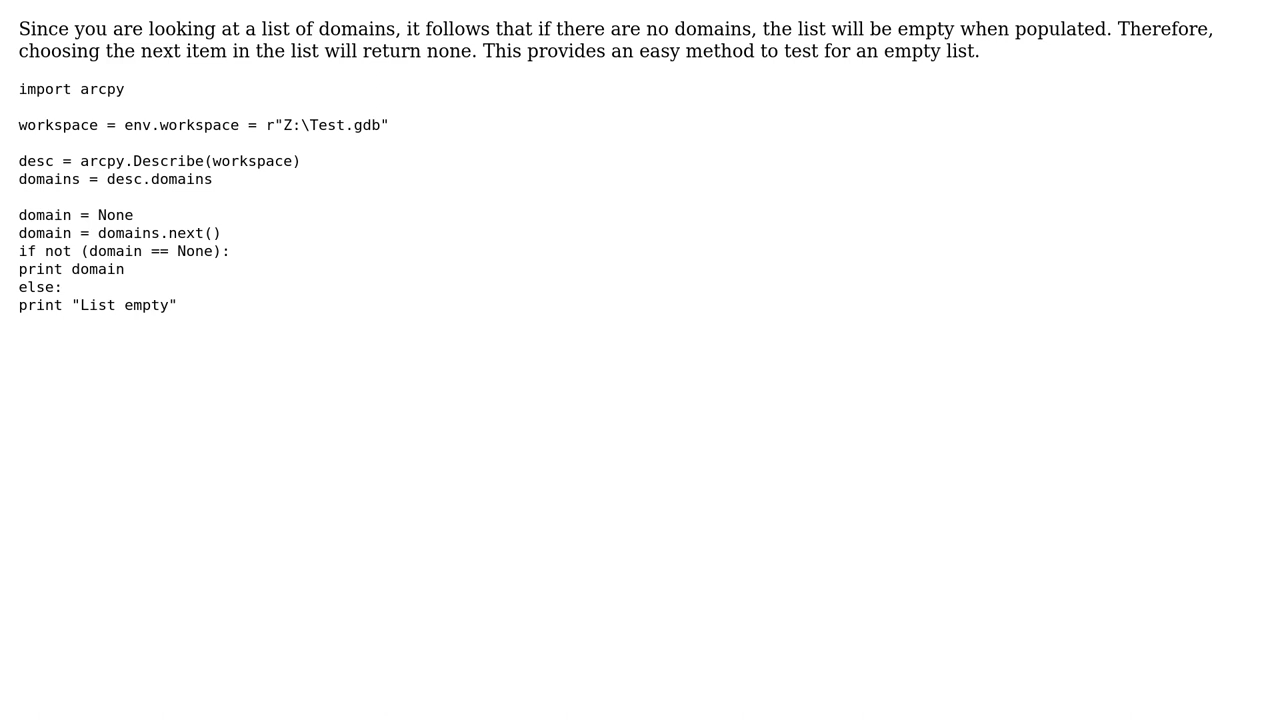 Since you are looking at a list of domains, it follows that if there are no domains, the list will be empty when populated. Therefore,
choosing the next item in the list will return none. This provides an easy method to test for an empty list.
import arcpy
workspace = env.workspace = r"Z:\Test.gdb"
desc = arcpy.Describe(workspace)
domains = desc.domains
domain = None
domain = domains.next()
if not (domain == None):
print domain
else:
print "List empty"